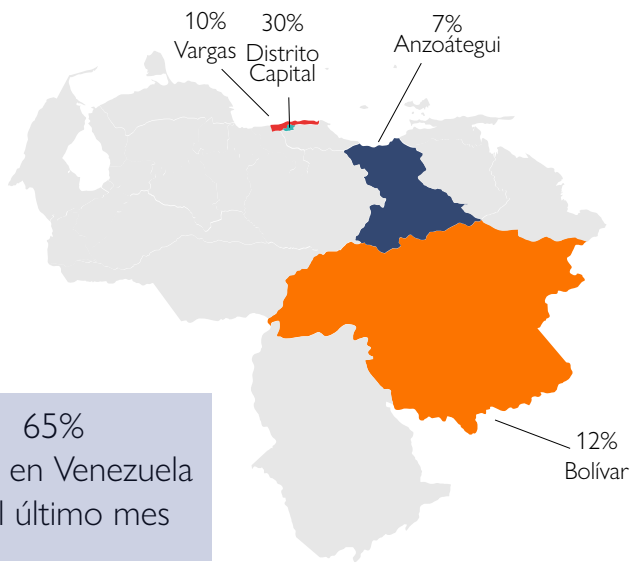 10%
Vargas
30%
Distrito
Capital
7%
Anzoátegui
12%
Bolívar
65%
en Venezuela
último mes